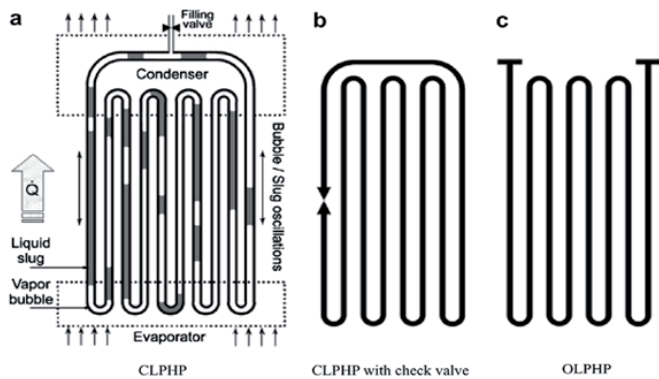 a
Filling
valve
Condenser
Q̇
Bubble / Slug oscillations
Liquid
slug
Vapor
bubble
Evaporator
CLPHP
b
CLPHP with check valve
c
OLPHP